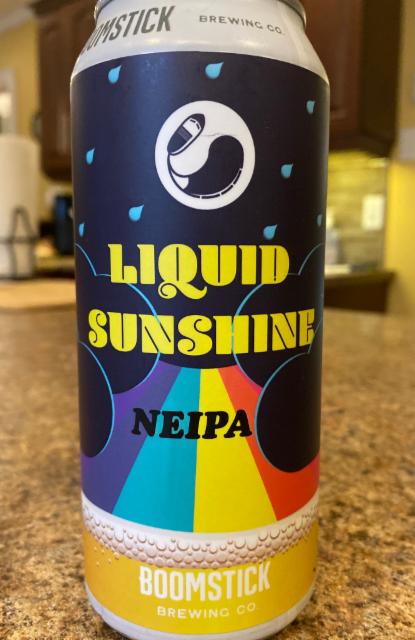 BOOMSTICK BREWING CO.
LIQUID
SUNSHINE
NEIPA
BOOMSTICK
BREWING CO.